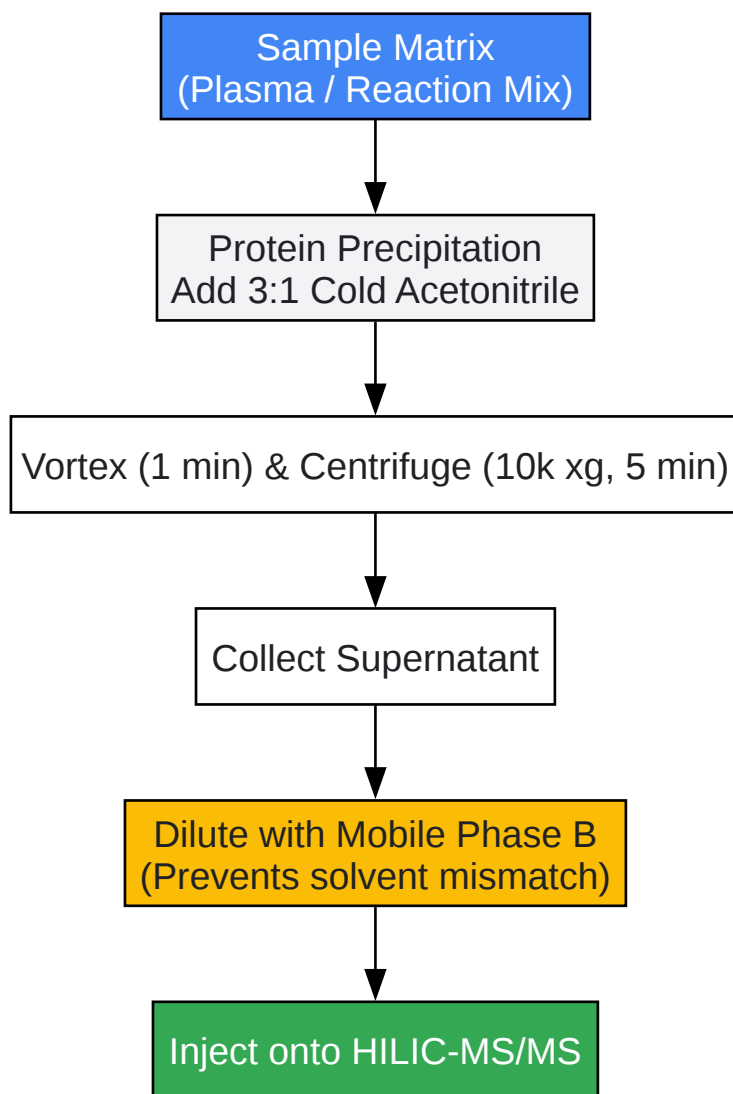 Sample Matrix
(Plasma / Reaction Mix)
Protein Precipitation
Add 3:1 Cold Acetonitrile
Vortex (1 min) & Centrifuge (10k xg, 5 min)
Collect Supernatant
Dilute with Mobile Phase B
(Prevents solvent mismatch)
Inject onto HILIC-MS/MS